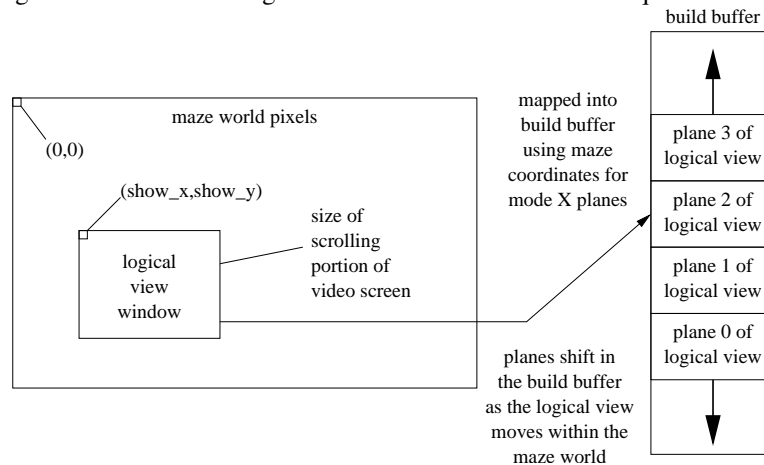 build buffer
maze world pixels
(0,0)
(show_x,show_y)
logical
view
window
size of
scrolling
portion of
video screen
mapped into
build buffer
using maze
coordinates for
mode X planes
plane 3 of
logical view
plane 2 of
logical view
plane 1 of
logical view
plane 0 of
logical view
planes shift in
the build buffer
as the logical view
moves within the
maze world